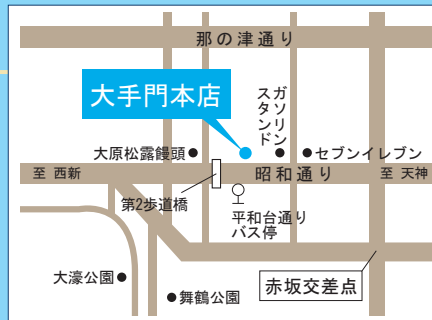 那の津通り
大手門本店
ガソリン
スタンド
大原松露饅頭
セブンイレブン
至 西新
昭和通り
至 天神
第2歩道橋
平和台通り
バス停
大濠公園
赤坂交差点
舞鶴公園